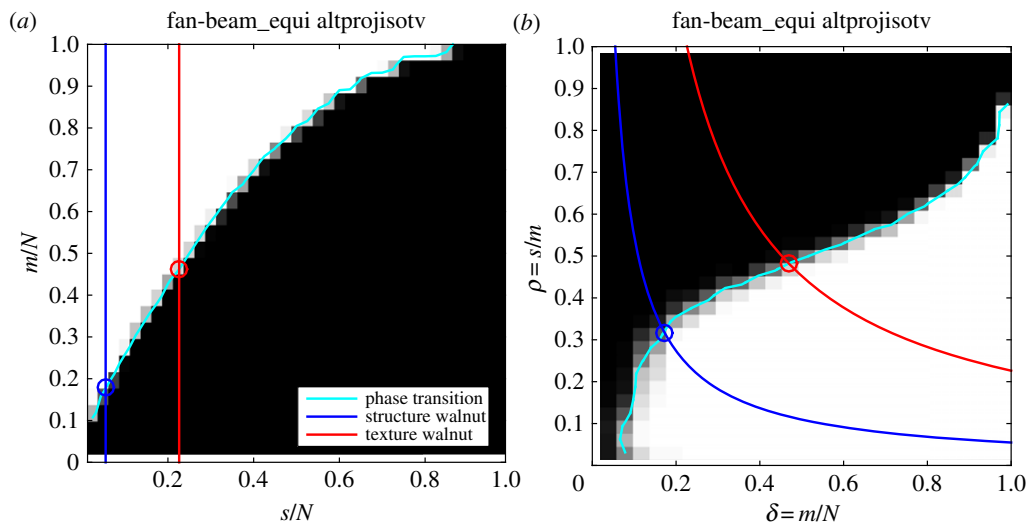 (a) fan-beam_equi altprojisotv
1.0
0.9
0.8
0.7
0.6
0.5
0.4
0.3
0.2
0.1
0
m/N
0.2 0.4 0.6 0.8 1.0
s/N
phase transition
structure walnut
texture walnut
(b) fan-beam_equi altprojisotv
1.0
0.9
0.8
0.7
0.6
0.5
0.4
0.3
0.2
0.1
ρ = s/m
0 0.2 0.4 0.6 0.8 1.0
δ = m/N